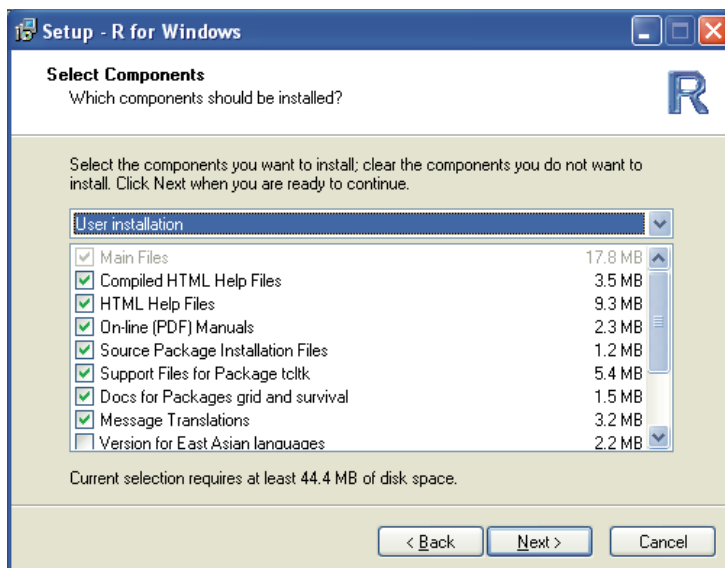 Setup - R for Windows
Select Components
Which components should be installed?
R
Select the components you want to install; clear the components you do not want to
install. Click Next when you are ready to continue.
User installation
Main Files 17.8 MB
Compiled HTML Help Files 3.5 MB
HTML Help Files 9.3 MB
On-line (PDF) Manuals 2.3 MB
Source Package Installation Files 1.2 MB
Support Files for Package tcltk 5.4 MB
Docs for Packages grid and survival 1.5 MB
Message Translations 3.2 MB
Version for East Asian languages 2.2 MB
Current selection requires at least 44.4 MB of disk space.
< Back Next > Cancel